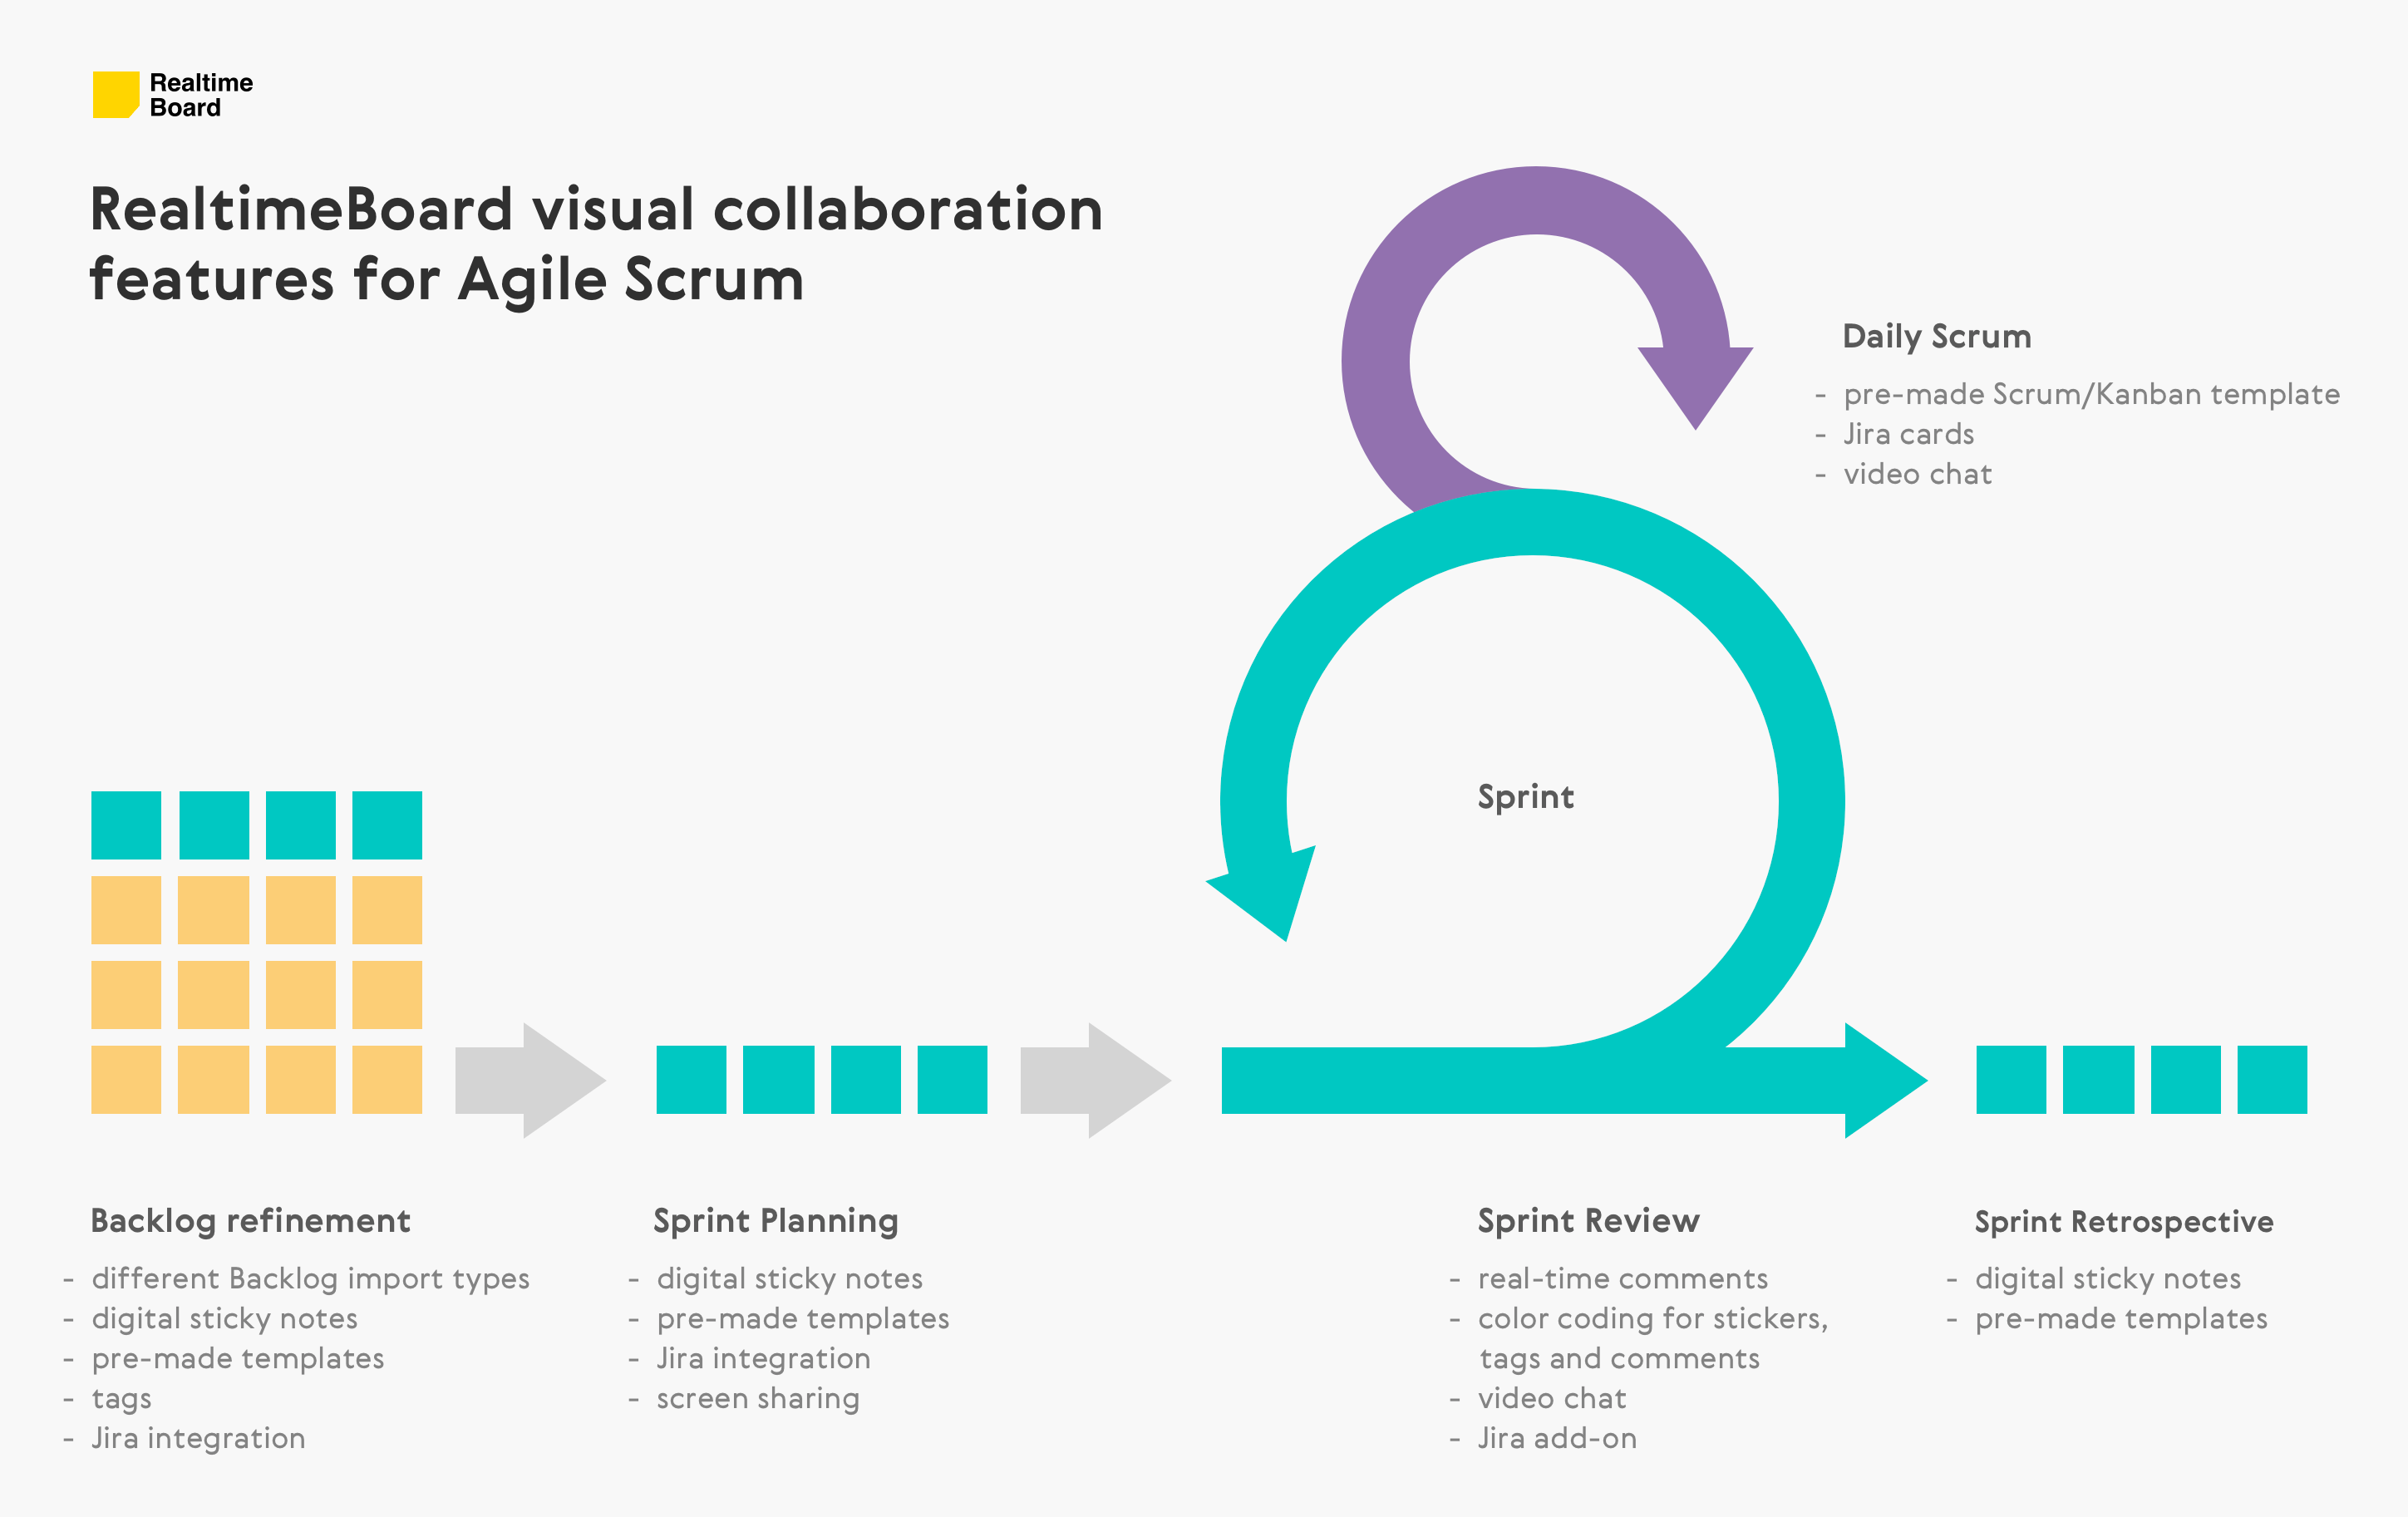 Realtime
Board
RealtimeBoard visual collaboration
features for Agile Scrum
Daily Scrum
- pre-made Scrum/Kanban template
- Jira cards
- video chat
Sprint
Backlog refinement
- different Backlog import types
- digital sticky notes
- pre-made templates
- tags
- Jira integration
Sprint Planning
- digital sticky notes
- pre-made templates
- Jira integration
- screen sharing
Sprint Review
- real-time comments
- color coding for stickers,
tags and comments
- video chat
- Jira add-on
Sprint Retrospective
- digital sticky notes
- pre-made templates